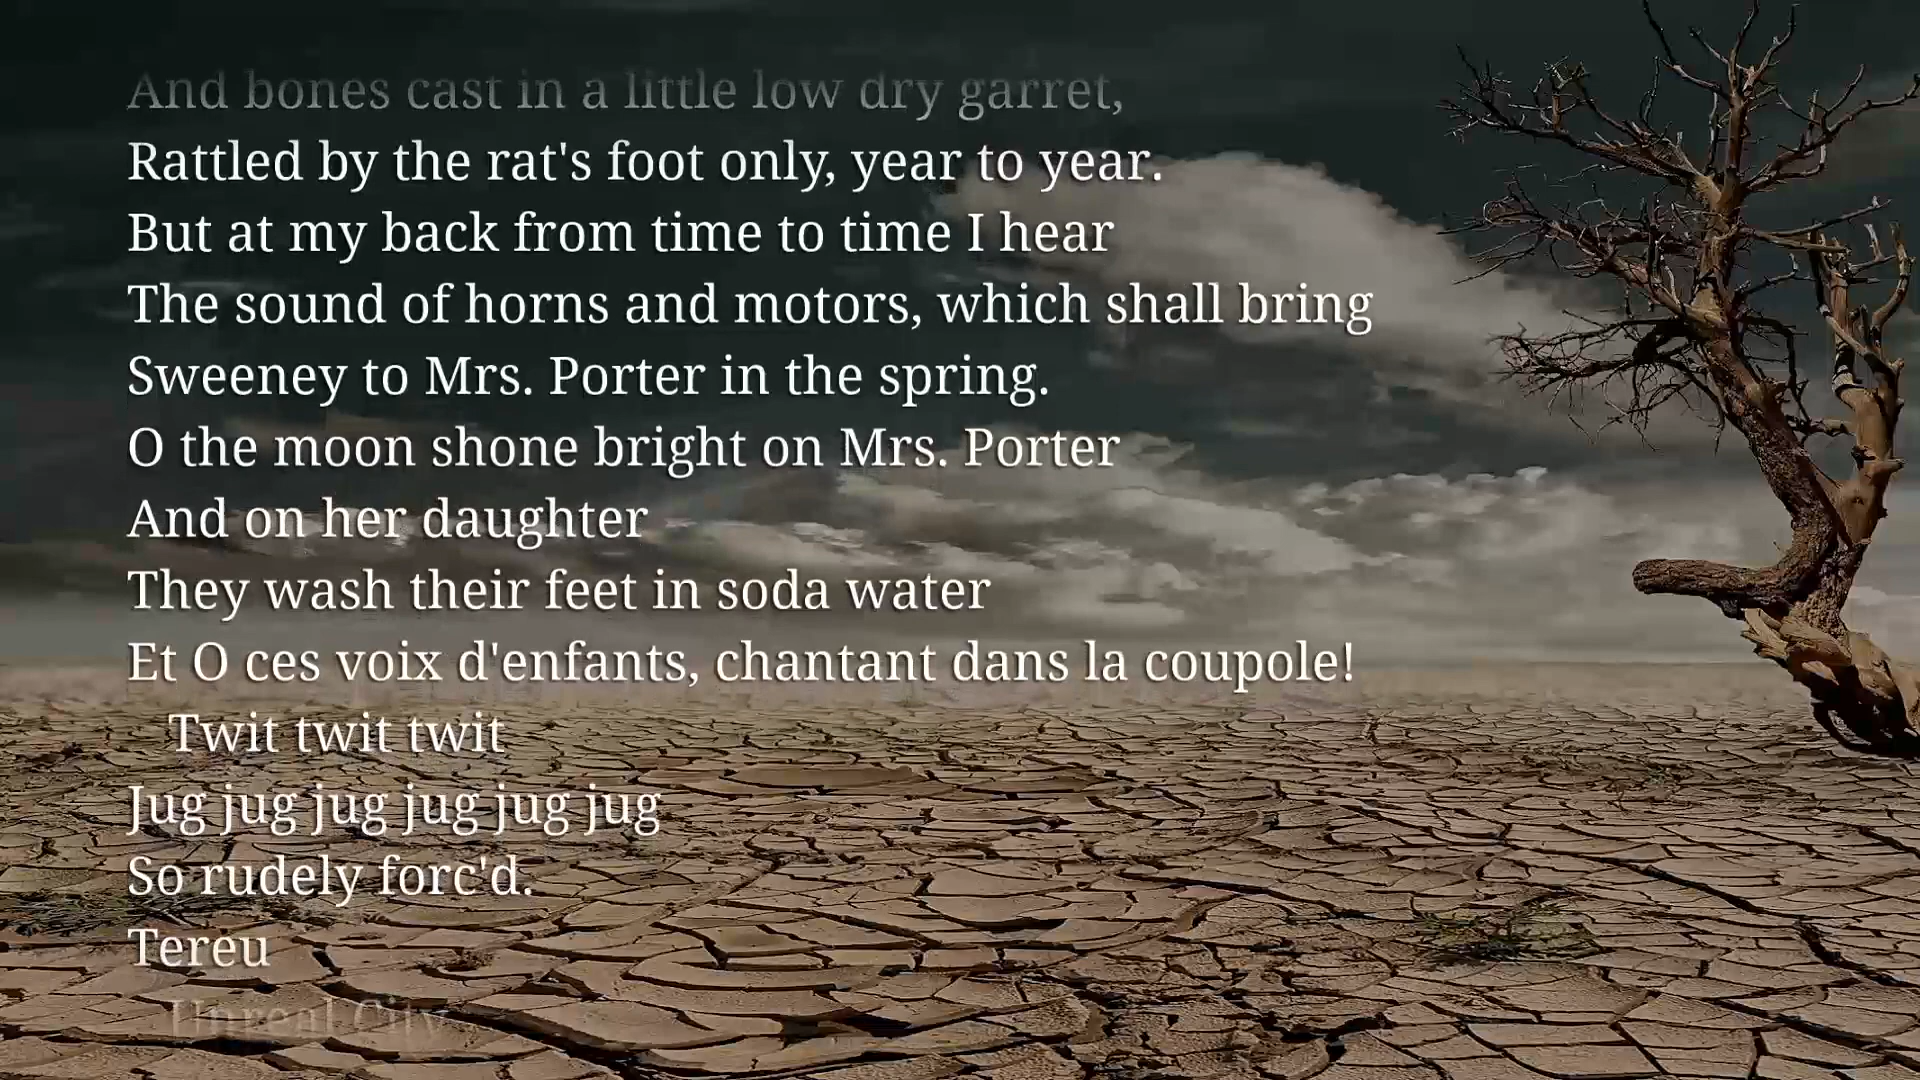 And bones cast in a little low dry garret,
Rattled by the rat's foot only, year to year.
But at my back from time to time I hear
The sound of horns and motors, which shall bring
Sweeney to Mrs. Porter in the spring.
O the moon shone bright on Mrs. Porter
And on her daughter
They wash their feet in soda water
Et O ces voix d'enfants, chantant dans la coupole!
Twit twit twit
Jug jug jug jug jug jug
So rudely forc'd.
Tereu
Unreal City